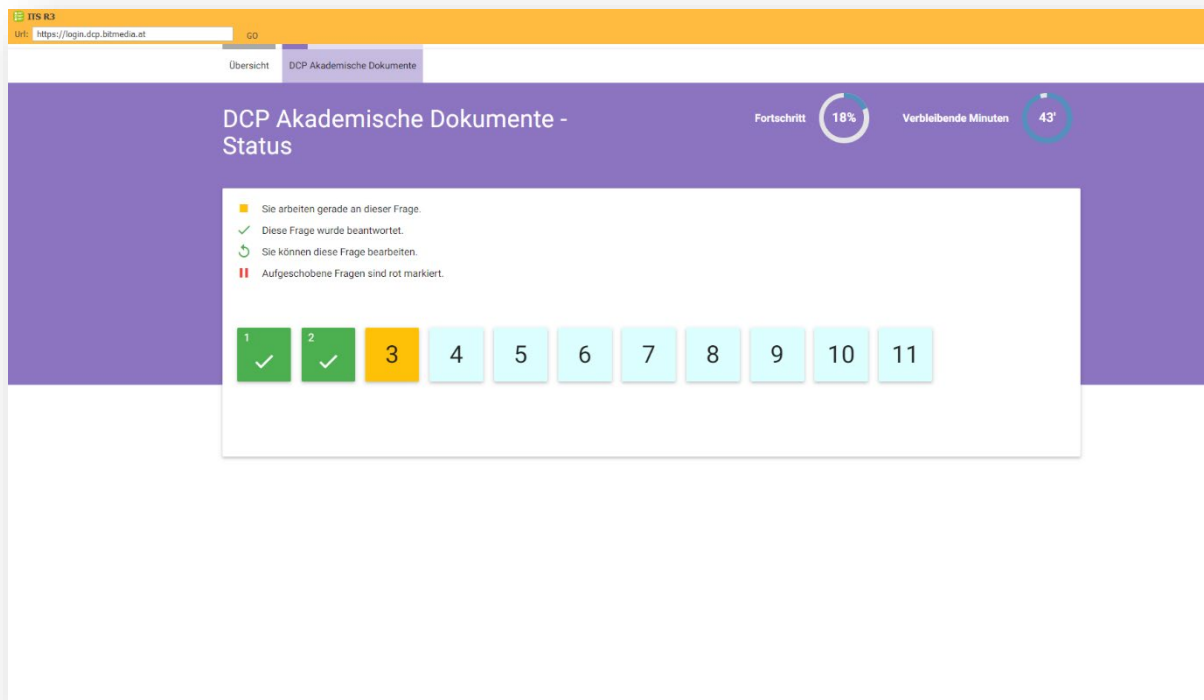 ITS R3
Url: https://login.dcp.bitmedia.at GO
Übersicht DCP Akademische Dokumente
DCP Akademische Dokumente -
Status
Fortschritt 18% Verbleibende Minuten 43'
Sie arbeiten gerade an dieser Frage.
Diese Frage wurde beantwortet.
Sie können diese Frage bearbeiten.
Aufgeschobene Fragen sind rot markiert.
1 2 3 4 5 6 7 8 9 10 11